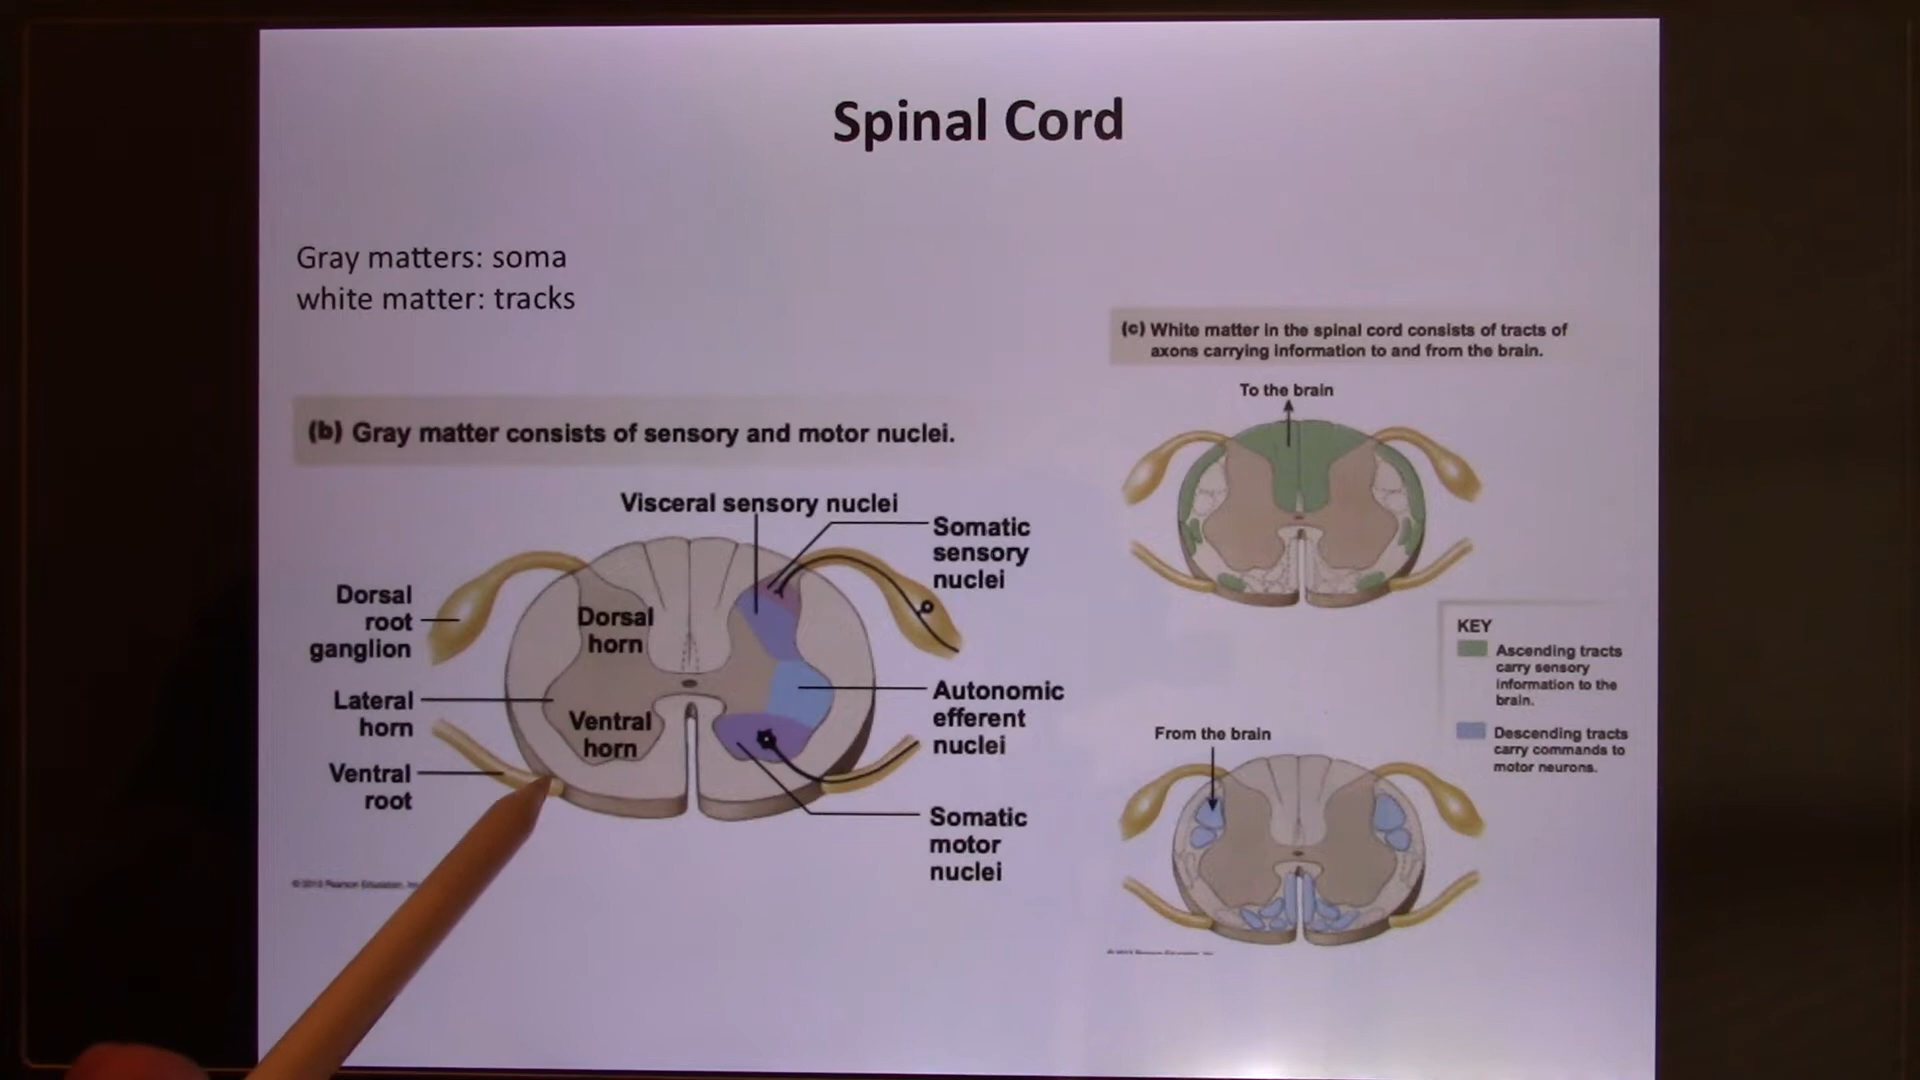 Spinal Cord
Gray matters: soma
white matter: tracks
(b) Gray matter consists of sensory and motor nuclei.
Visceral sensory nuclei
Somatic
sensory
nuclei
Dorsal
root
ganglion
Dorsal
horn
Lateral
horn
Ventral
horn
Ventral
root
Autonomic
efferent
nuclei
Somatic
motor
nuclei
© 2010 Pearson Education, Inc
(c) White matter in the spinal cord consists of tracts of
axons carrying information to and from the brain.
To the brain
KEY
Ascending tracts
carry sensory
information to the
brain.
Descending tracts
carry commands to
motor neurons.
From the brain